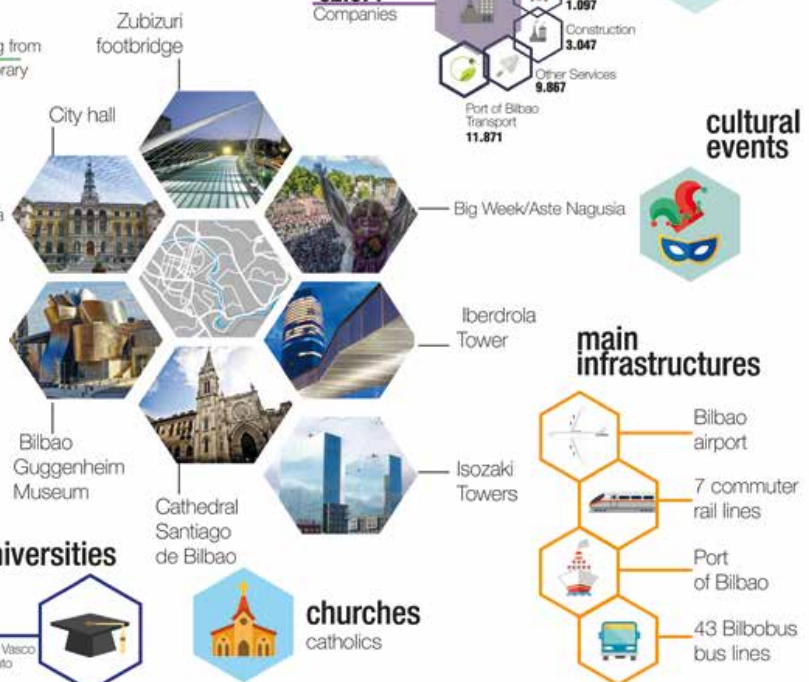 Companies
1.097
Construction
3.047
Other Services
9.867
Port of Bilbao
Transport
11.871
Zubizuri
footbridge
City hall
cultural
events
Big Week/Aste Nagusia
Iberdrola
Tower
main
infrastructures
Bilbao
airport
Bilbao
Guggenheim
Museum
Isozaki
Towers
7 commuter
rail lines
Cathedral
Santiago
de Bilbao
Port
of Bilbao
churches
catholics
43 Bilbobus
bus lines
Vasco